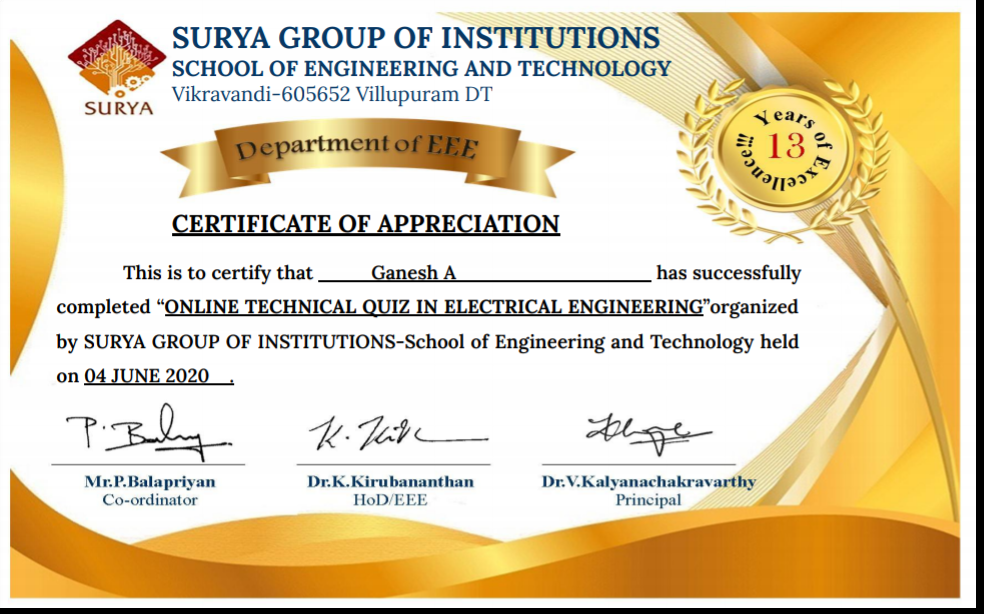 SURYA GROUP OF INSTITUTIONS
SCHOOL OF ENGINEERING AND TECHNOLOGY
Vikravandi-605652 Villupuram DT
SURYA
Department of EEE
Years of Excellence!!!
13
CERTIFICATE OF APPRECIATION
This is to certify that Ganesh A has successfully
completed “ONLINE TECHNICAL QUIZ IN ELECTRICAL ENGINEERING”organized
by SURYA GROUP OF INSTITUTIONS-School of Engineering and Technology held
on 04 JUNE 2020 .
Mr.P.Balapriyan
Co-ordinator
Dr.K.Kirubananthan
HoD/EEE
Dr.V.Kalyanachakravarthy
Principal